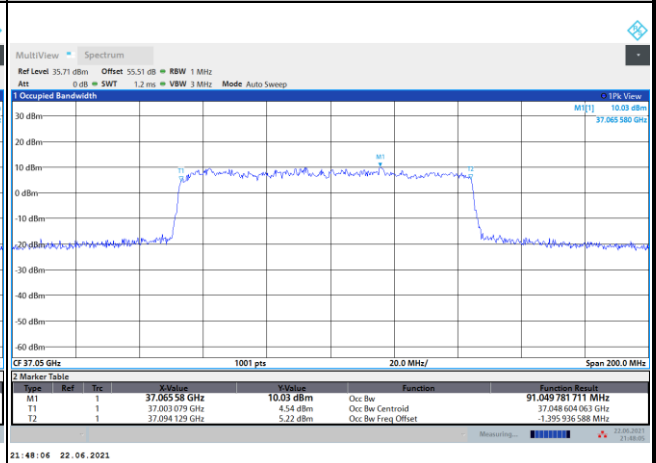 MultiView Spectrum
Ref Level 35.71 dBm Offset 55.51 dB RBW 1 MHz
Att 0 dB SWT 1.2 ms VBW 3 MHz Mode Auto Sweep
1 Occupied Bandwidth 1Pk View
M1[1] 10.03 dBm
37.065 580 GHz
30 dBm
20 dBm
M1
10 dBm
T1 T2
0 dBm
-10 dBm
-20 dBm
-30 dBm
-40 dBm
-50 dBm
-60 dBm
CF 37.05 GHz 1001 pts 20.0 MHz/ Span 200.0 MHz
2 Marker Table
Type Ref Trc X-Value Y-Value Function Function Result
M1 1 37.065 58 GHz 10.03 dBm Occ Bw 91.049 781 711 MHz
T1 1 37.003 079 GHz 4.54 dBm Occ Bw Centroid 37.048 604 063 GHz
T2 1 37.094 129 GHz 5.22 dBm Occ Bw Freq Offset -1.395 936 588 MHz
Measuring... 22.06.2021
21:48:05
21:48:06 22.06.2021